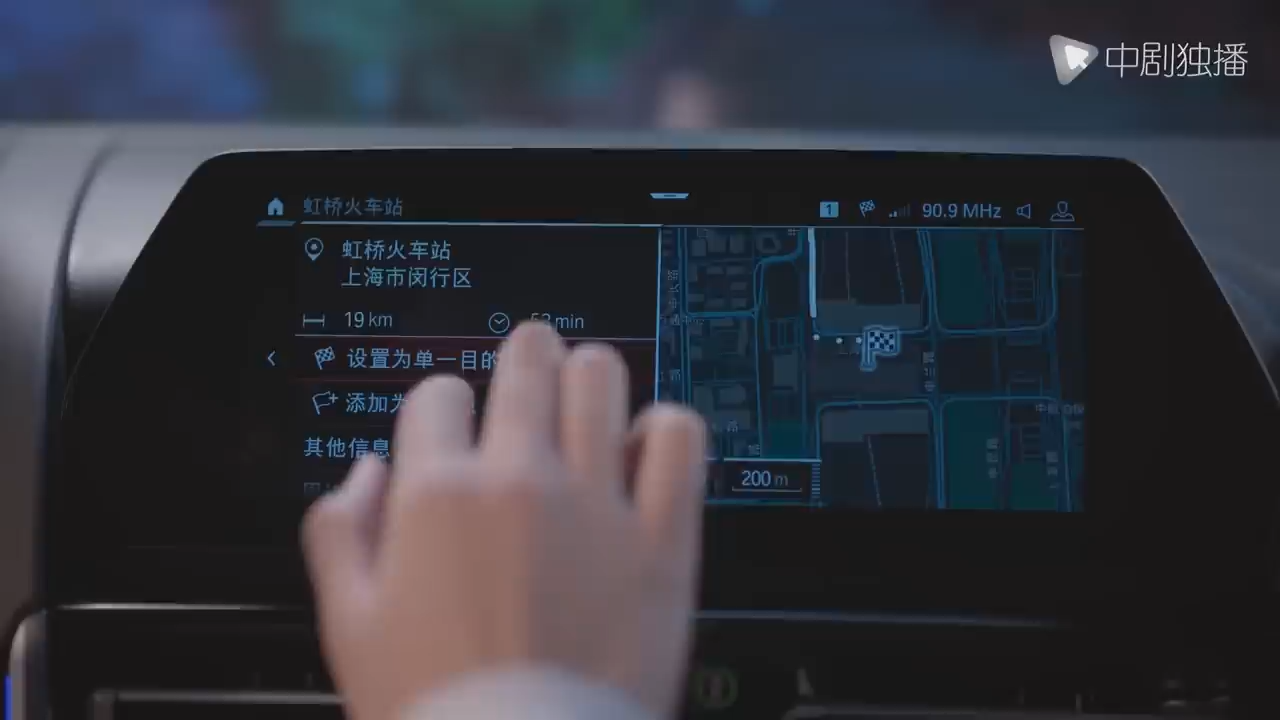 中剧独播
虹桥火车站
1
90.9 MHz
虹桥火车站
上海市闵行区
19 km
min
设置为单一目的
添加为
其他信息
200 m